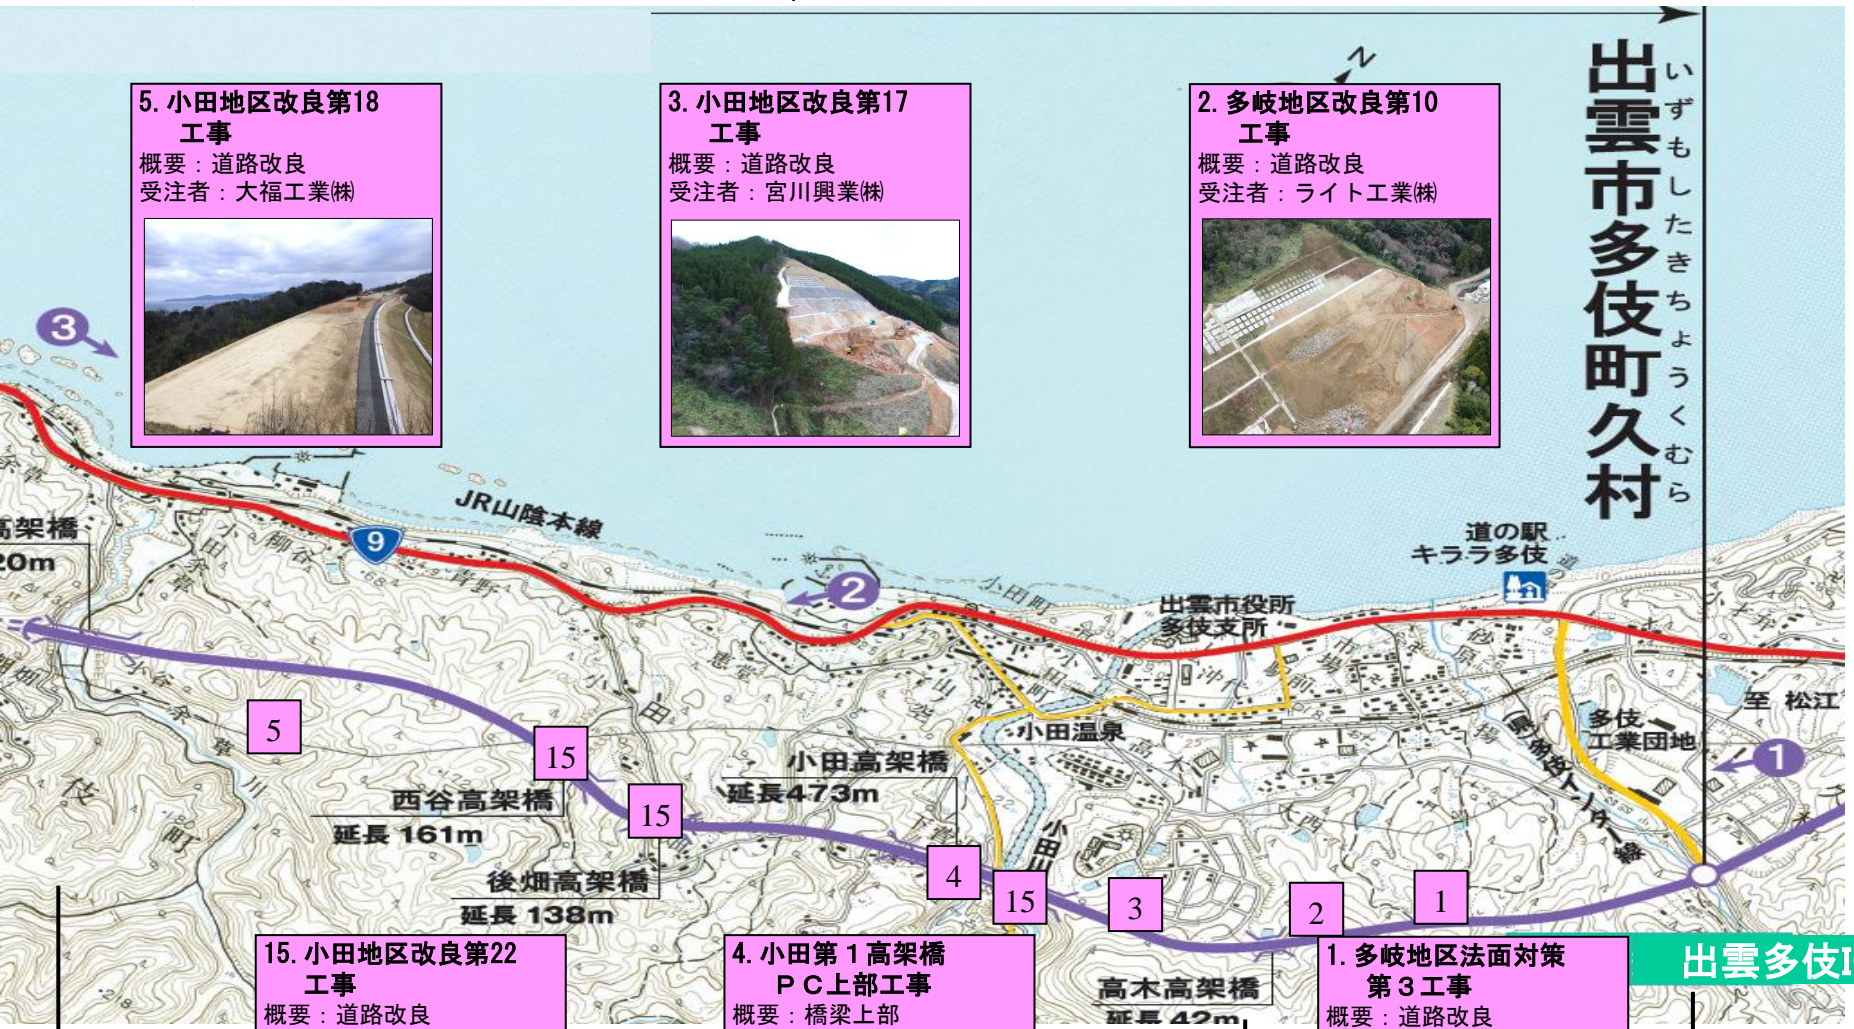 N
出雲市多伎町久村
いずもしたきちょうくむら
5. 小田地区改良第18
工事
概要：道路改良
受注者：大福工業㈱
3. 小田地区改良第17
工事
概要：道路改良
受注者：宮川興業㈱
2. 多岐地区改良第10
工事
概要：道路改良
受注者：ライト工業㈱
3
JR山陰本線
9
高架橋
20m
2
小田町
道の駅
キララ多伎
出雲市役所
多伎支所
至 松江
多伎
工業団地
1
小田温泉
小田高架橋
延長473m
西谷高架橋
延長 161m
後畑高架橋
延長 138m
5
15
15
4
15
3
2
1
高木高架橋
延長 42m
出雲多伎I
15. 小田地区改良第22
工事
概要：道路改良
4. 小田第１高架橋
ＰＣ上部工事
概要：橋梁上部
1. 多岐地区法面対策
第３工事
概要：道路改良